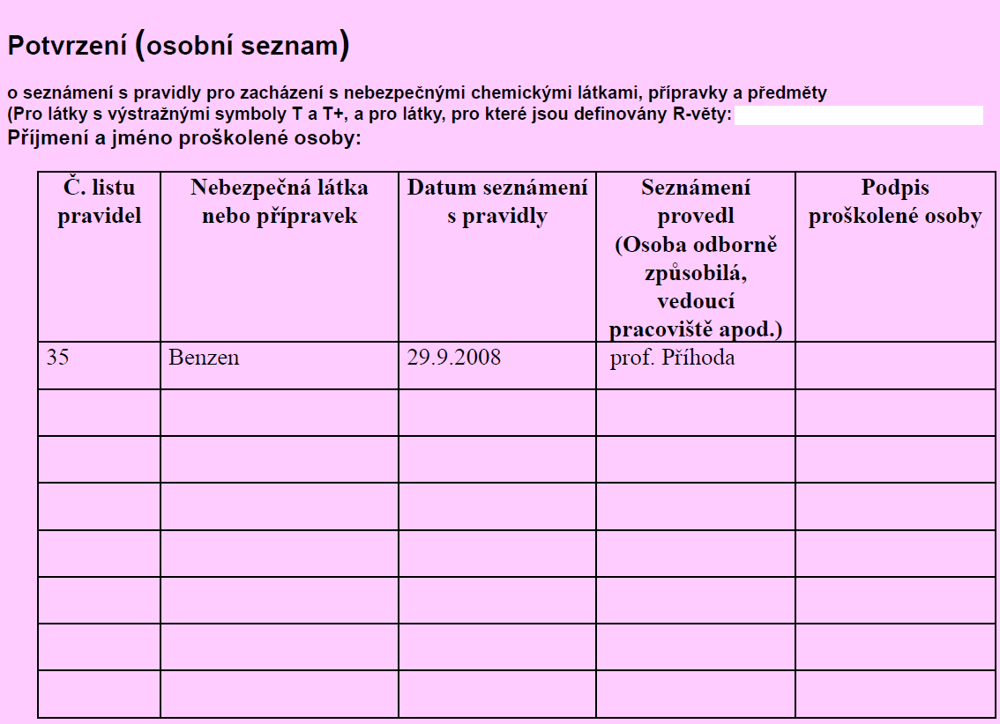 Potvrzení (osobní seznam)
o seznámení s pravidly pro zacházení s nebezpečnými chemickými látkami, přípravky a předměty
(Pro látky s výstražnými symboly T a T+, a pro látky, pro které jsou definovány R-věty:
Příjmení a jméno proškolené osoby:
Č. listu
pravidel
Nebezpečná látka
nebo přípravek
Datum seznámení
s pravidly
Seznámení
provedl
(Osoba odborně
způsobilá,
vedoucí
pracoviště apod.)
Podpis
proškolené osoby
35
Benzen
29.9.2008
prof. Příhoda